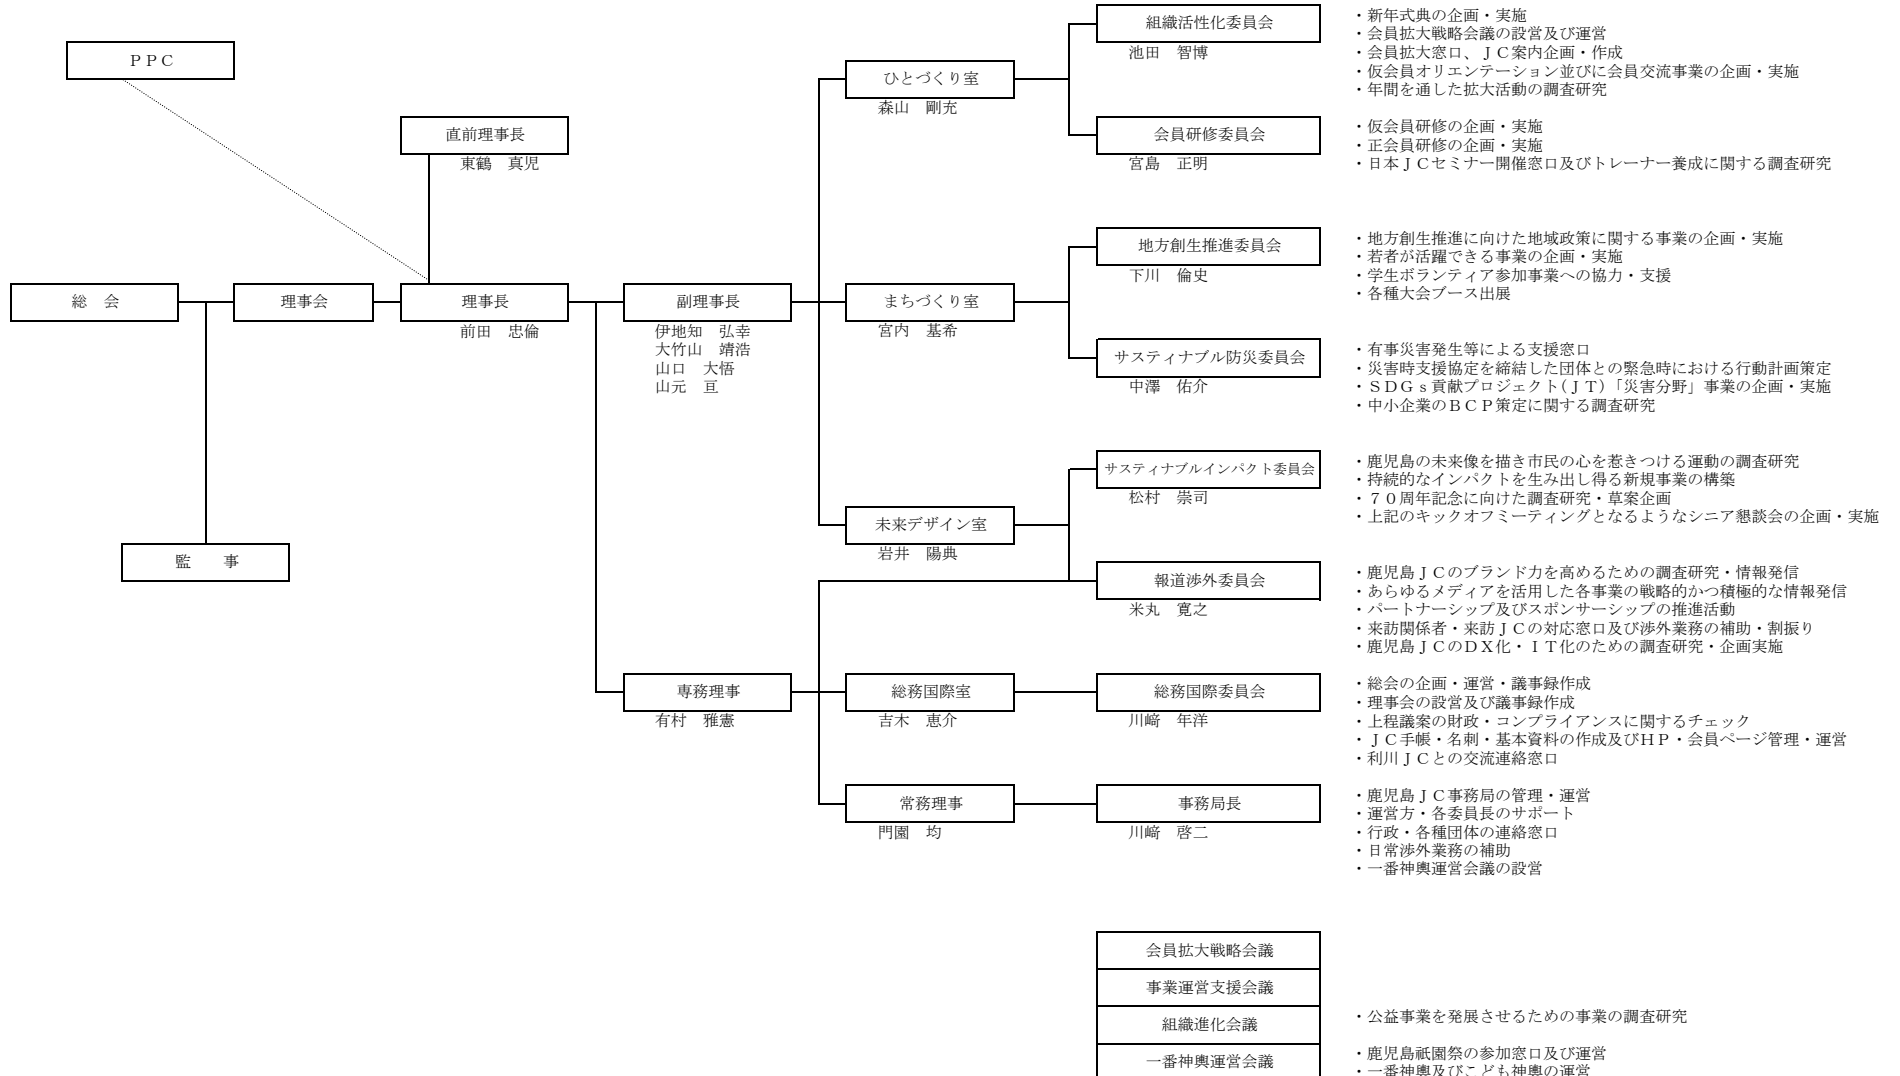 ＰＰＣ
直前理事長
東鶴　真児
総　会
理事会
理事長
前田　忠倫
監　　事
副理事長
伊地知　弘幸
大竹山　靖浩
山口　大悟
山元　亘
専務理事
有村　雅憲
ひとづくり室
森山　剛充
組織活性化委員会
池田　智博
・新年式典の企画・実施
・会員拡大戦略会議の設営及び運営
・会員拡大窓口、ＪＣ案内企画・作成
・仮会員オリエンテーション並びに会員交流事業の企画・実施
・年間を通した拡大活動の調査研究
会員研修委員会
宮島　正明
・仮会員研修の企画・実施
・正会員研修の企画・実施
・日本ＪＣセミナー開催窓口及びトレーナー養成に関する調査研究
まちづくり室
宮内　基希
地方創生推進委員会
下川　倫史
・地方創生推進に向けた地域政策に関する事業の企画・実施
・若者が活躍できる事業の企画・実施
・学生ボランティア参加事業への協力・支援
・各種大会ブース出展
サスティナブル防災委員会
中澤　佑介
・有事災害発生等による支援窓口
・災害時支援協定を締結した団体との緊急時における行動計画策定
・ＳＤＧｓ貢献プロジェクト(ＪＴ)「災害分野」事業の企画・実施
・中小企業のＢＣＰ策定に関する調査研究
未来デザイン室
岩井　陽典
サスティナブルインパクト委員会
松村　崇司
・鹿児島の未来像を描き市民の心を惹きつける運動の調査研究
・持続的なインパクトを生み出し得る新規事業の構築
・７０周年記念に向けた調査研究・草案企画
・上記のキックオフミーティングとなるようなシニア懇談会の企画・実施
報道渉外委員会
米丸　寛之
・鹿児島ＪＣのブランド力を高めるための調査研究・情報発信
・あらゆるメディアを活用した各事業の戦略的かつ積極的な情報発信
・パートナーシップ及びスポンサーシップの推進活動
・来訪関係者・来訪ＪＣの対応窓口及び渉外業務の補助・割振り
・鹿児島ＪＣのＤＸ化・ＩＴ化のための調査研究・企画実施
総務国際室
吉木　恵介
総務国際委員会
川﨑　年洋
・総会の企画・運営・議事録作成
・理事会の設営及び議事録作成
・上程議案の財政・コンプライアンスに関するチェック
・ＪＣ手帳・名刺・基本資料の作成及びＨＰ・会員ページ管理・運営
・利川ＪＣとの交流連絡窓口
常務理事
門園　均
事務局長
川﨑　啓二
・鹿児島ＪＣ事務局の管理・運営
・運営方・各委員長のサポート
・行政・各種団体の連絡窓口
・日常渉外業務の補助
・一番神輿運営会議の設営
会員拡大戦略会議
事業運営支援会議
組織進化会議
・公益事業を発展させるための事業の調査研究
一番神輿運営会議
・鹿児島祇園祭の参加窓口及び運営
・一番神輿及びこども神輿の運営